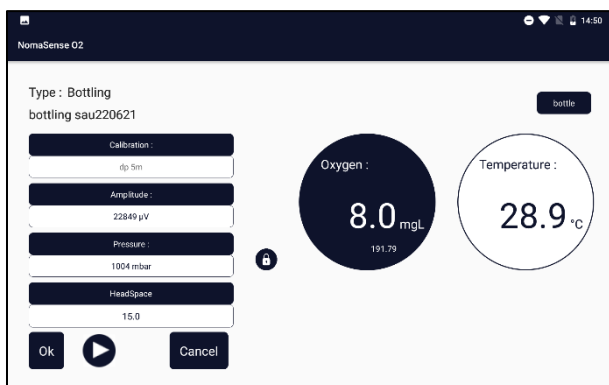 14:50
NomaSense O2
Type : Bottling
bottling sau220621
bottle
Calibration :
dp 5m
Amplitude :
22849 µV
Pressure :
1004 mbar
HeadSpace
15.0
Ok
Cancel
Oxygen :
8.0 mgL
191.79
Temperature :
28.9 °C